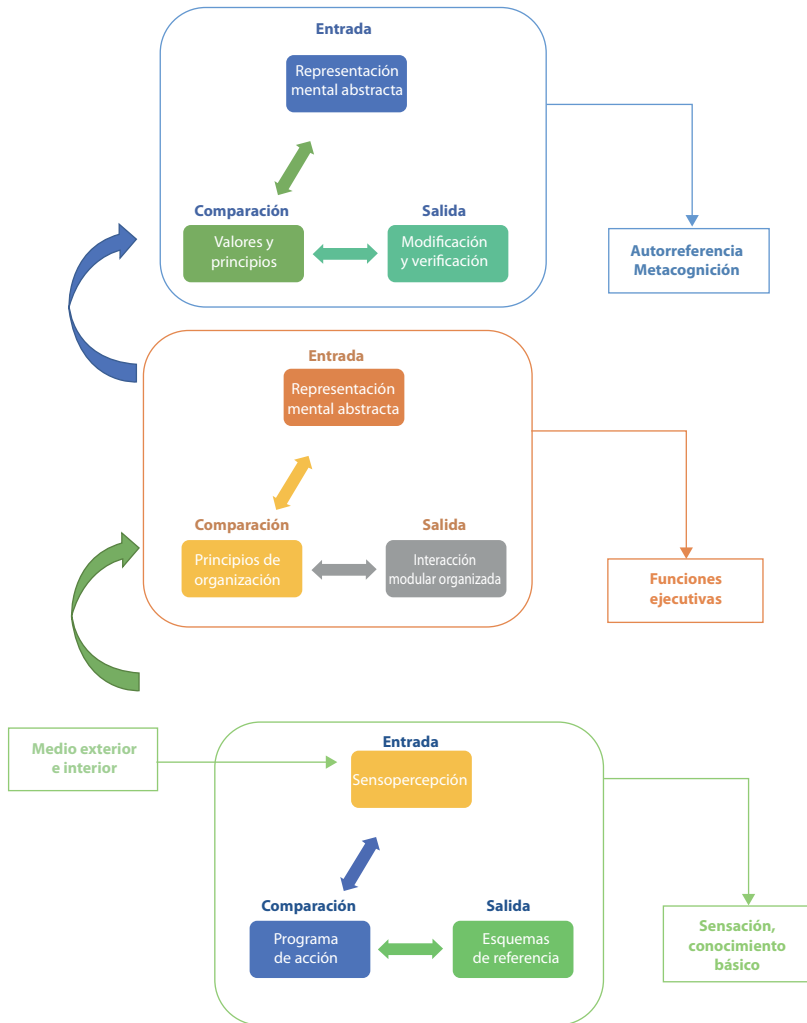 Entrada
Representación
mental abstracta
Comparación
Salida
Valores y
principios
Modificación
y verificación
Autorreferencia
Metacognición
Entrada
Representación
mental abstracta
Comparación
Salida
Principios de
organización
Interacción
modular organizada
Funciones
ejecutivas
Medio exterior
e interior
Entrada
Sensopercepción
Comparación
Salida
Programa
de acción
Esquemas
de referencia
Sensación,
conocimiento
básico